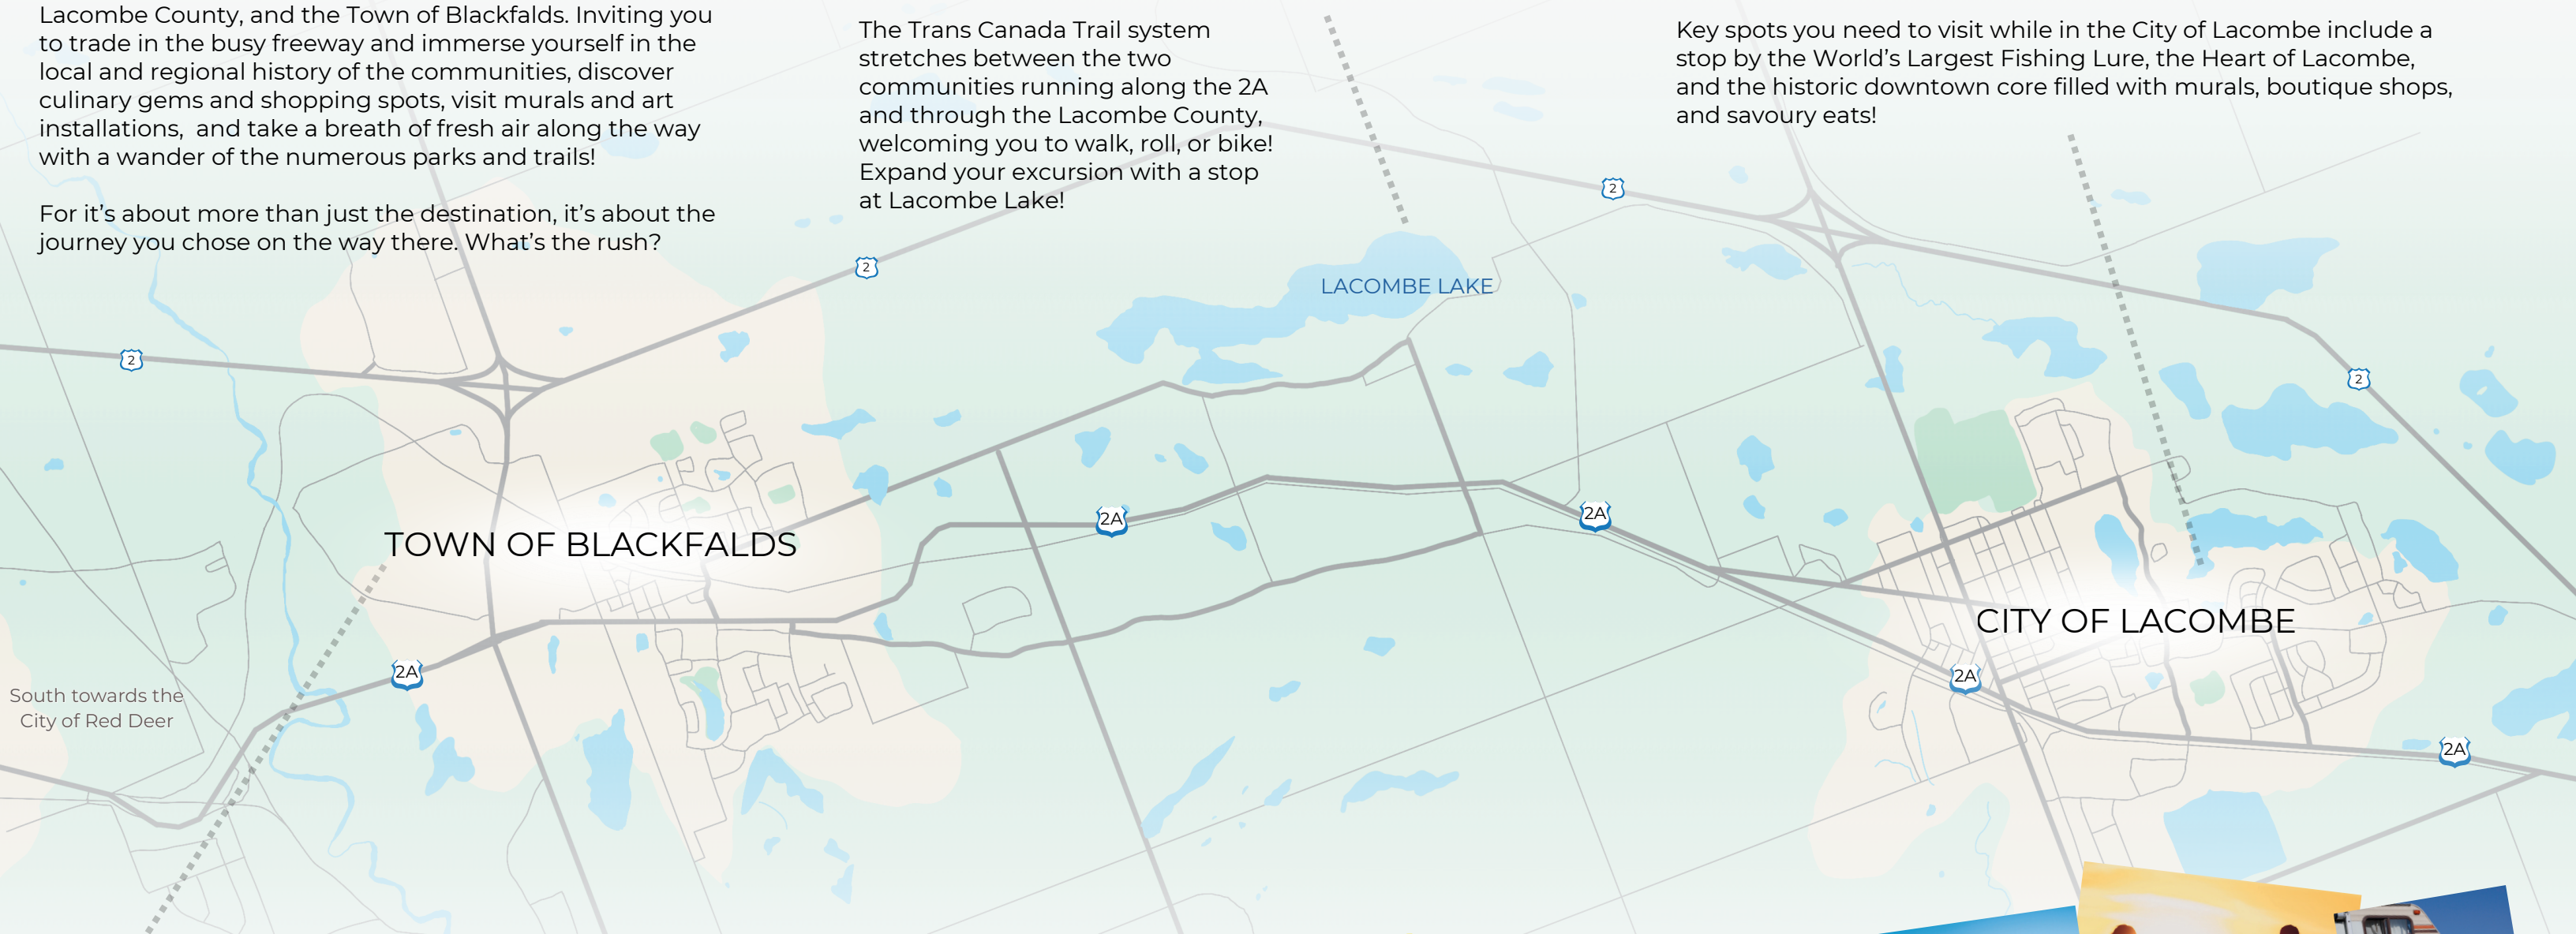 Lacombe County, and the Town of Blackfalds. Inviting you
to trade in the busy freeway and immerse yourself in the
local and regional history of the communities, discover
culinary gems and shopping spots, visit murals and art
installations,  and take a breath of fresh air along the way
with a wander of the numerous parks and trails!
For it’s about more than just the destination, it’s about the
journey you chose on the way there. What’s the rush?
The Trans Canada Trail system
stretches between the two
communities running along the 2A
and through the Lacombe County,
welcoming you to walk, roll, or bike!
Expand your excursion with a stop
at Lacombe Lake!
Key spots you need to visit while in the City of Lacombe include a
stop by the World’s Largest Fishing Lure, the Heart of Lacombe,
and the historic downtown core filled with murals, boutique shops,
and savoury eats!
2
2
LACOMBE LAKE
2
2
TOWN OF BLACKFALDS
2A
2A
CITY OF LACOMBE
2A
2A
South towards the
City of Red Deer
2A